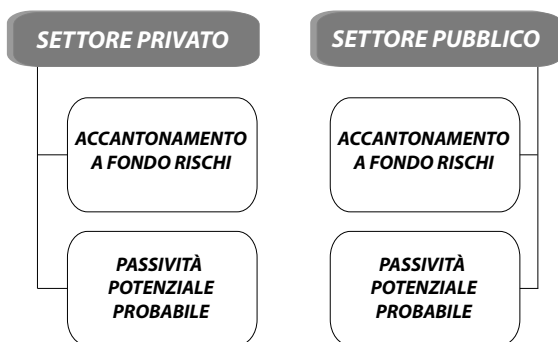 SETTORE PRIVATO
ACCANTONAMENTO
A FONDO RISCHI
PASSIVITÀ
POTENZIALE
PROBABILE
SETTORE PUBBLICO
ACCANTONAMENTO
A FONDO RISCHI
PASSIVITÀ
POTENZIALE
PROBABILE